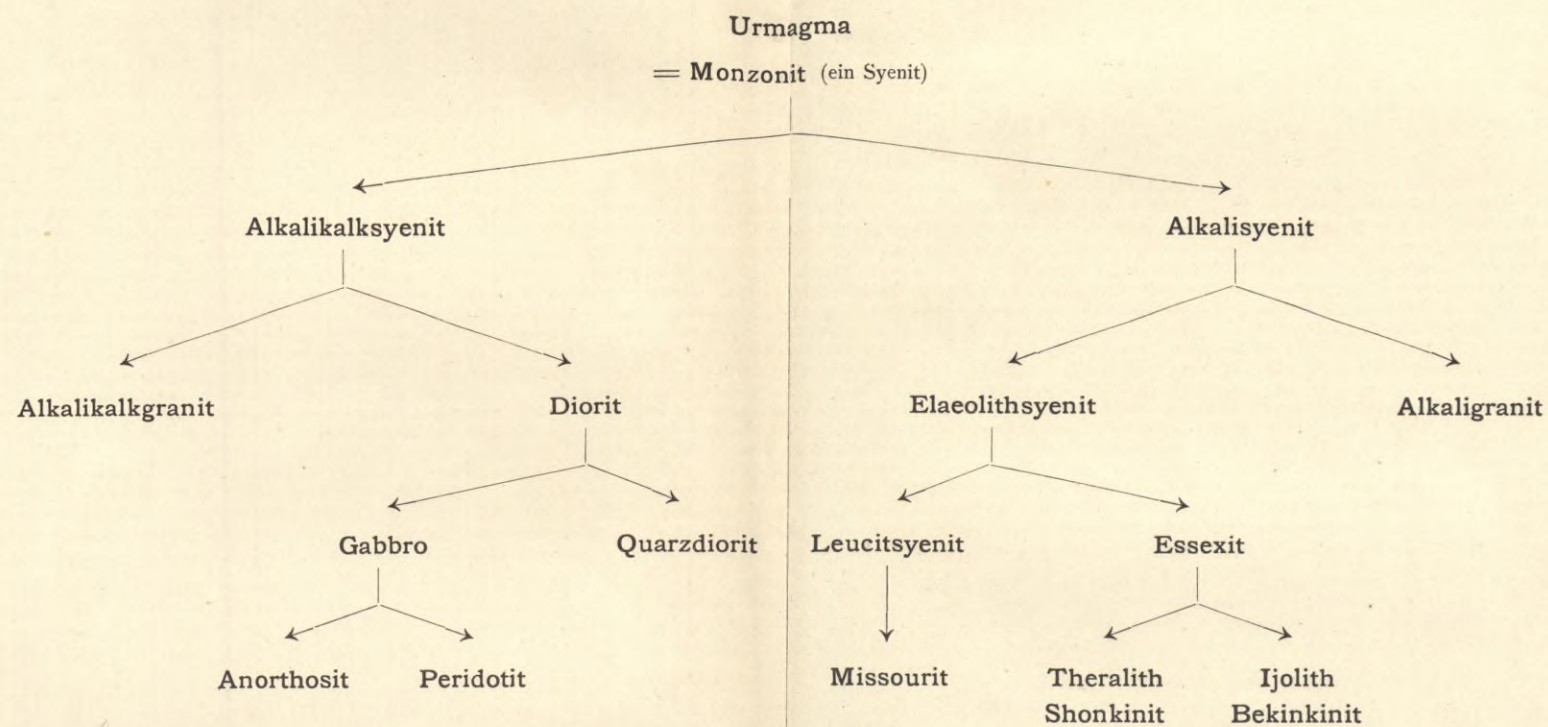 Urmagma
= Monzonit (ein Syenit)
Alkalikalksyenit Alkalisyenit
Alkalikalkgranit Diorit Elaeolithsyenit Alkaligranit
Gabbro Quarzdiorit Leucitsyenit Essexit
Anorthosit Peridotit Missourit Theralith Ijolith
Shonkinit Bekinkinit